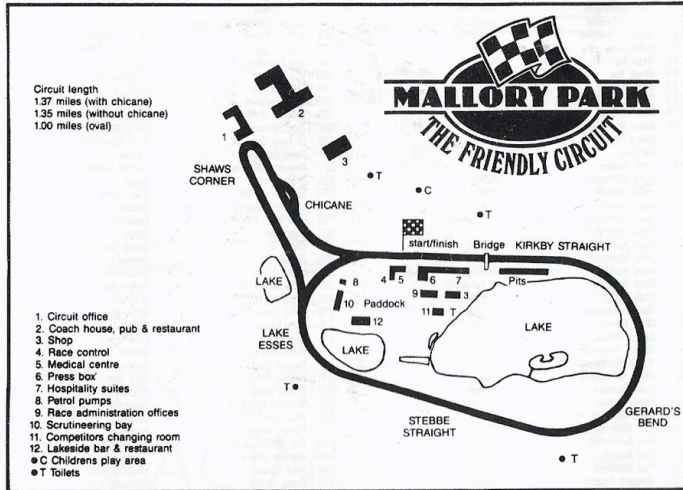 Circuit length
1.37 miles (with chicane)
1.35 miles (without chicane)
1.00 miles (oval)
MALLORY PARK
THE FRIENDLY CIRCUIT
1
2
3
SHAWS
CORNER
T
C
T
CHICANE
start/finish
Bridge
KIRKBY STRAIGHT
4
5
6
7
Pits
LAKE
8
9
3
10
Paddock
11
T
12
LAKE
ESSES
LAKE
LAKE
T
STEBBE
STRAIGHT
GERARD'S
BEND
T
1. Circuit office
2. Coach house, pub & restaurant
3. Shop
4. Race control
5. Medical centre
6. Press box
7. Hospitality suites
8. Petrol pumps
9. Race administration offices
10. Scrutineering bay
11. Competitors changing room
12. Lakeside bar & restaurant
● C Childrens play area
● T Toilets